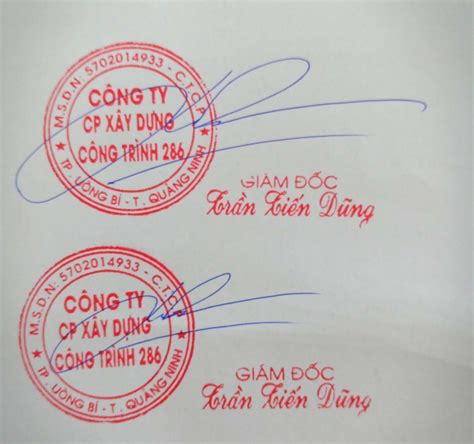 M.S.D.N: 5702014933 - C.T.C.P
CÔNG TY
CP XÂY DỰNG
CÔNG TRÌNH 286
★ TP. UÔNG BÍ - T. QUẢNG NINH ★
GIÁM ĐỐC
Trần Tiến Dũng
M.S.D.N: 5702014933 - C.T.C.P
CÔNG TY
CP XÂY DỰNG
CÔNG TRÌNH 286
★ TP. UÔNG BÍ - T. QUẢNG NINH ★
GIÁM ĐỐC
Trần Tiến Dũng